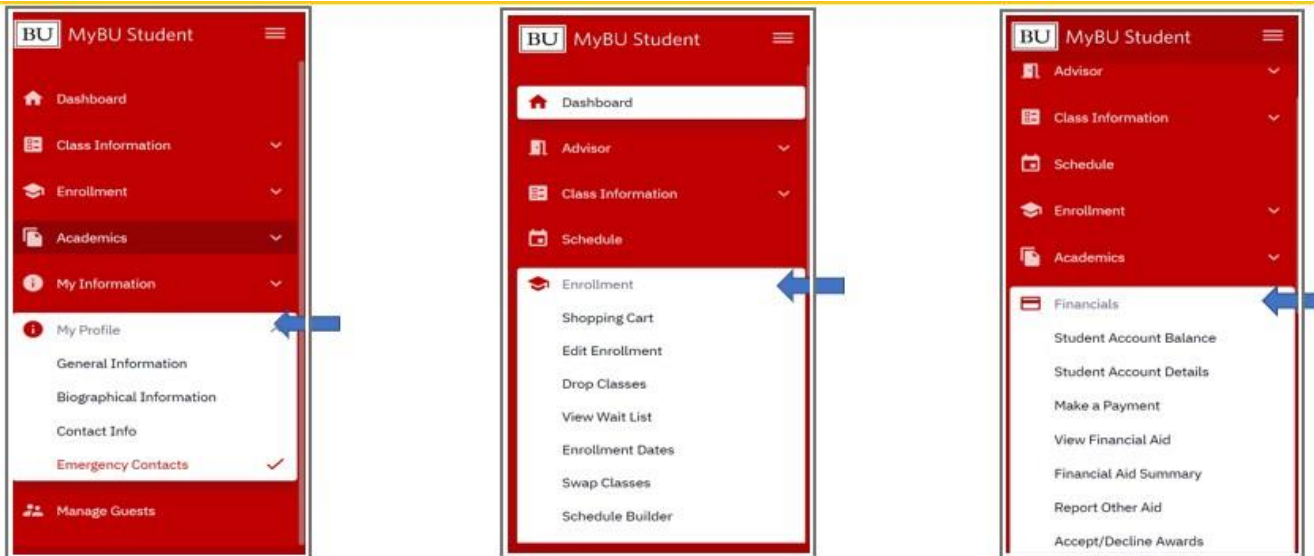 BU MyBU Student
Dashboard
Class Information
Enrollment
Academics
My Information
My Profile
General Information
Biographical Information
Contact Info
Emergency Contacts
Manage Guests
BU MyBU Student
Dashboard
Advisor
Class Information
Schedule
Enrollment
Shopping Cart
Edit Enrollment
Drop Classes
View Wait List
Enrollment Dates
Swap Classes
Schedule Builder
BU MyBU Student
Advisor
Class Information
Schedule
Enrollment
Academics
Financials
Student Account Balance
Student Account Details
Make a Payment
View Financial Aid
Financial Aid Summary
Report Other Aid
Accept/Decline Awards